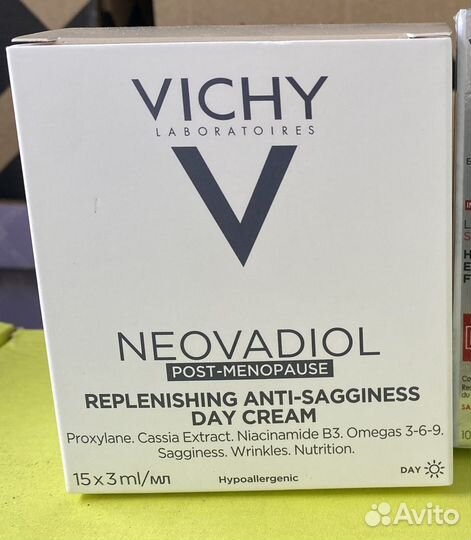 VICHY
LABORATOIRES
NEOVADIOL
POST-MENOPAUSE
REPLENISHING ANTI-SAGGINESS
DAY CREAM
Proxylane. Cassia Extract. Niacinamide B3. Omegas 3-6-9.
Sagginess. Wrinkles. Nutrition.
15 x 3 ml/мл
Hypoallergenic
DAY
Avito